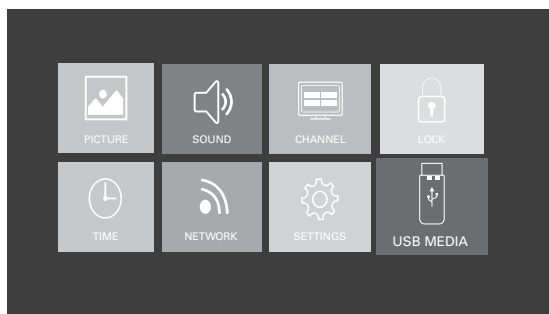 PICTURE
SOUND
CHANNEL
LOCK
TIME
NETWORK
SETTINGS
USB MEDIA